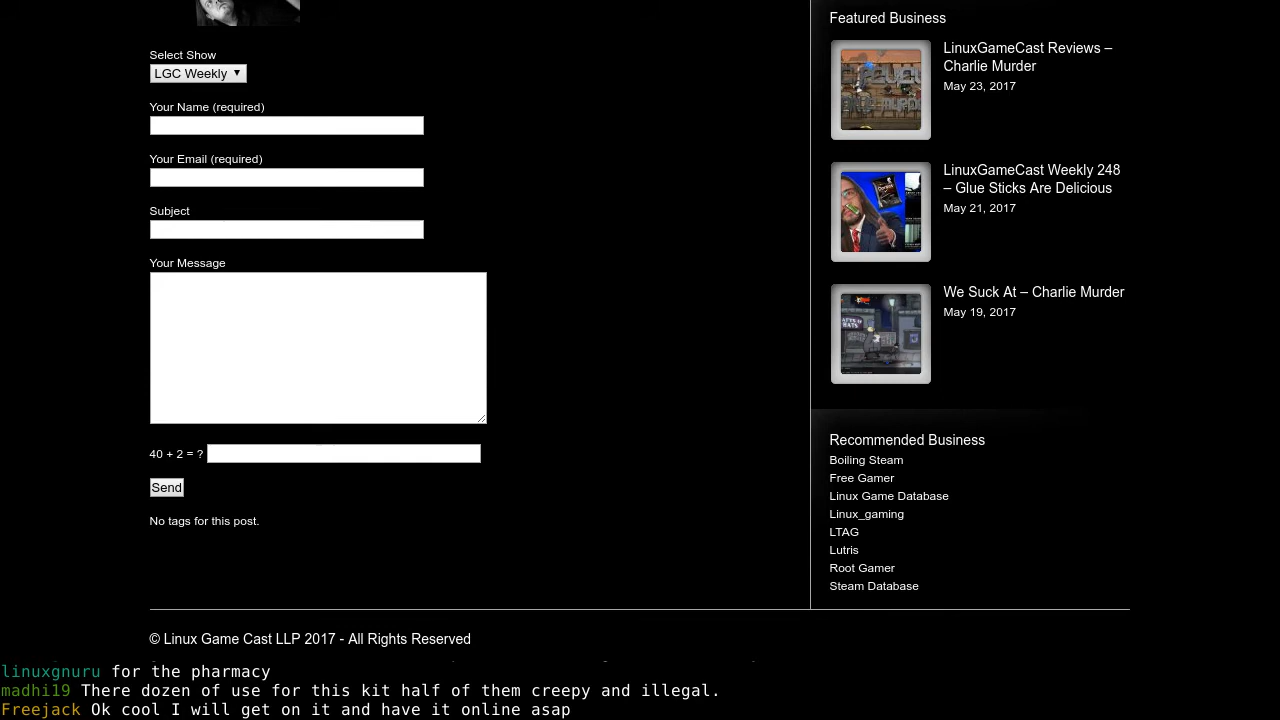 Select Show
LGC Weekly
Your Name (required)
Your Email (required)
Subject
Your Message
40 + 2 = ?
Send
No tags for this post.
Featured Business
LinuxGameCast Reviews –
Charlie Murder
May 23, 2017
LinuxGameCast Weekly 248
– Glue Sticks Are Delicious
May 21, 2017
We Suck At – Charlie Murder
May 19, 2017
Recommended Business
Boiling Steam
Free Gamer
Linux Game Database
Linux_gaming
LTAG
Lutris
Root Gamer
Steam Database
© Linux Game Cast LLP 2017 - All Rights Reserved
linuxgnuru for the pharmacy
madhi19 There dozen of use for this kit half of them creepy and illegal.
Freejack Ok cool I will get on it and have it online asap